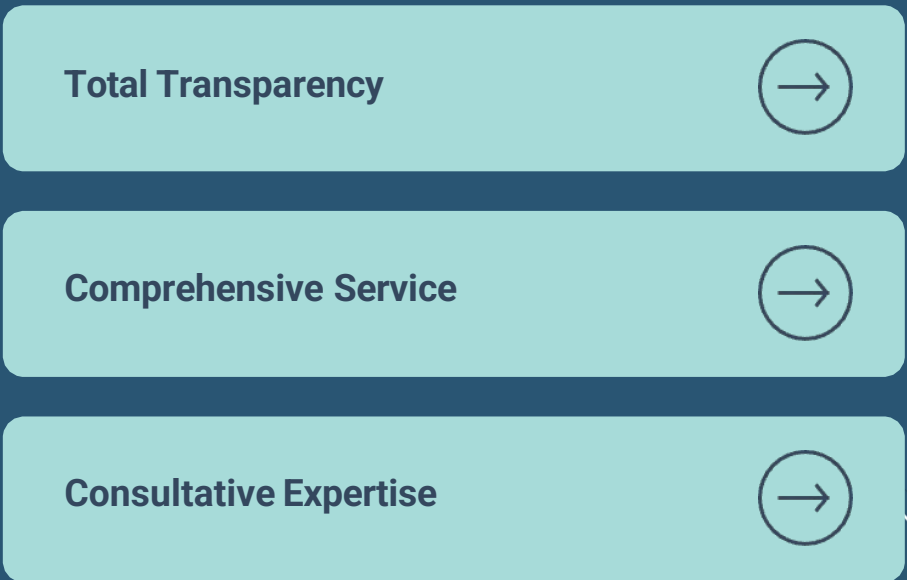 Total Transparency
Comprehensive Service
Consultative Expertise